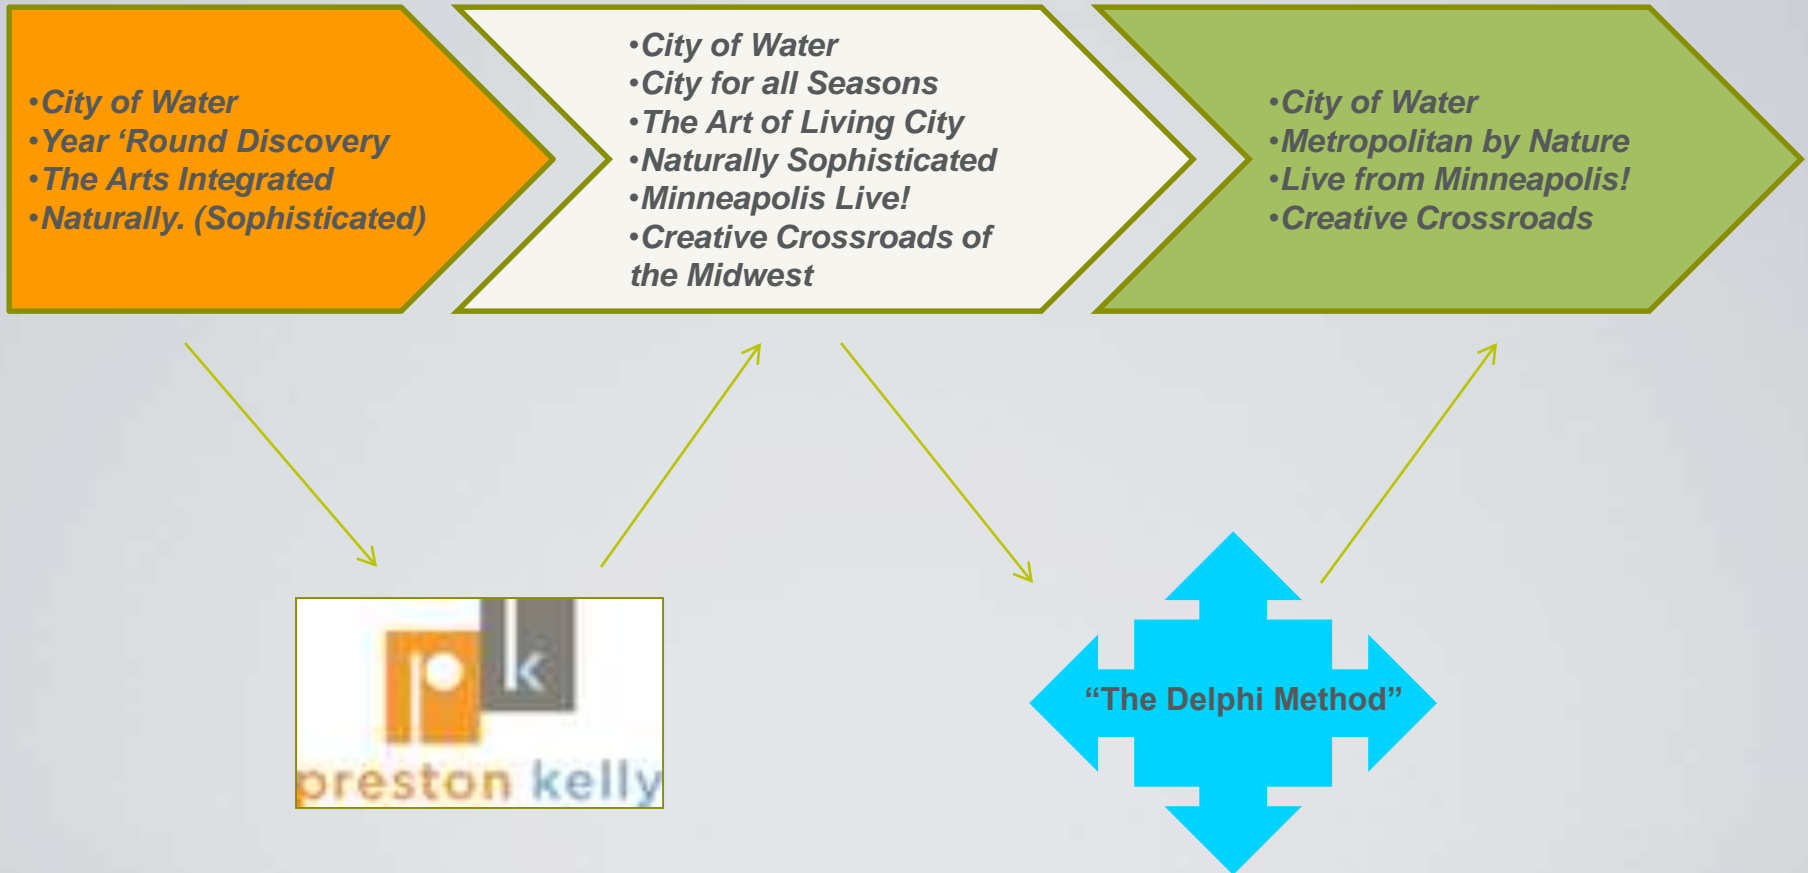 •City of Water
•Year ‘Round Discovery
•The Arts Integrated
•Naturally. (Sophisticated)
•City of Water
•City for all Seasons
•The Art of Living City
•Naturally Sophisticated
•Minneapolis Live!
•Creative Crossroads of
the Midwest
•City of Water
•Metropolitan by Nature
•Live from Minneapolis!
•Creative Crossroads
pk
preston kelly
“The Delphi Method”